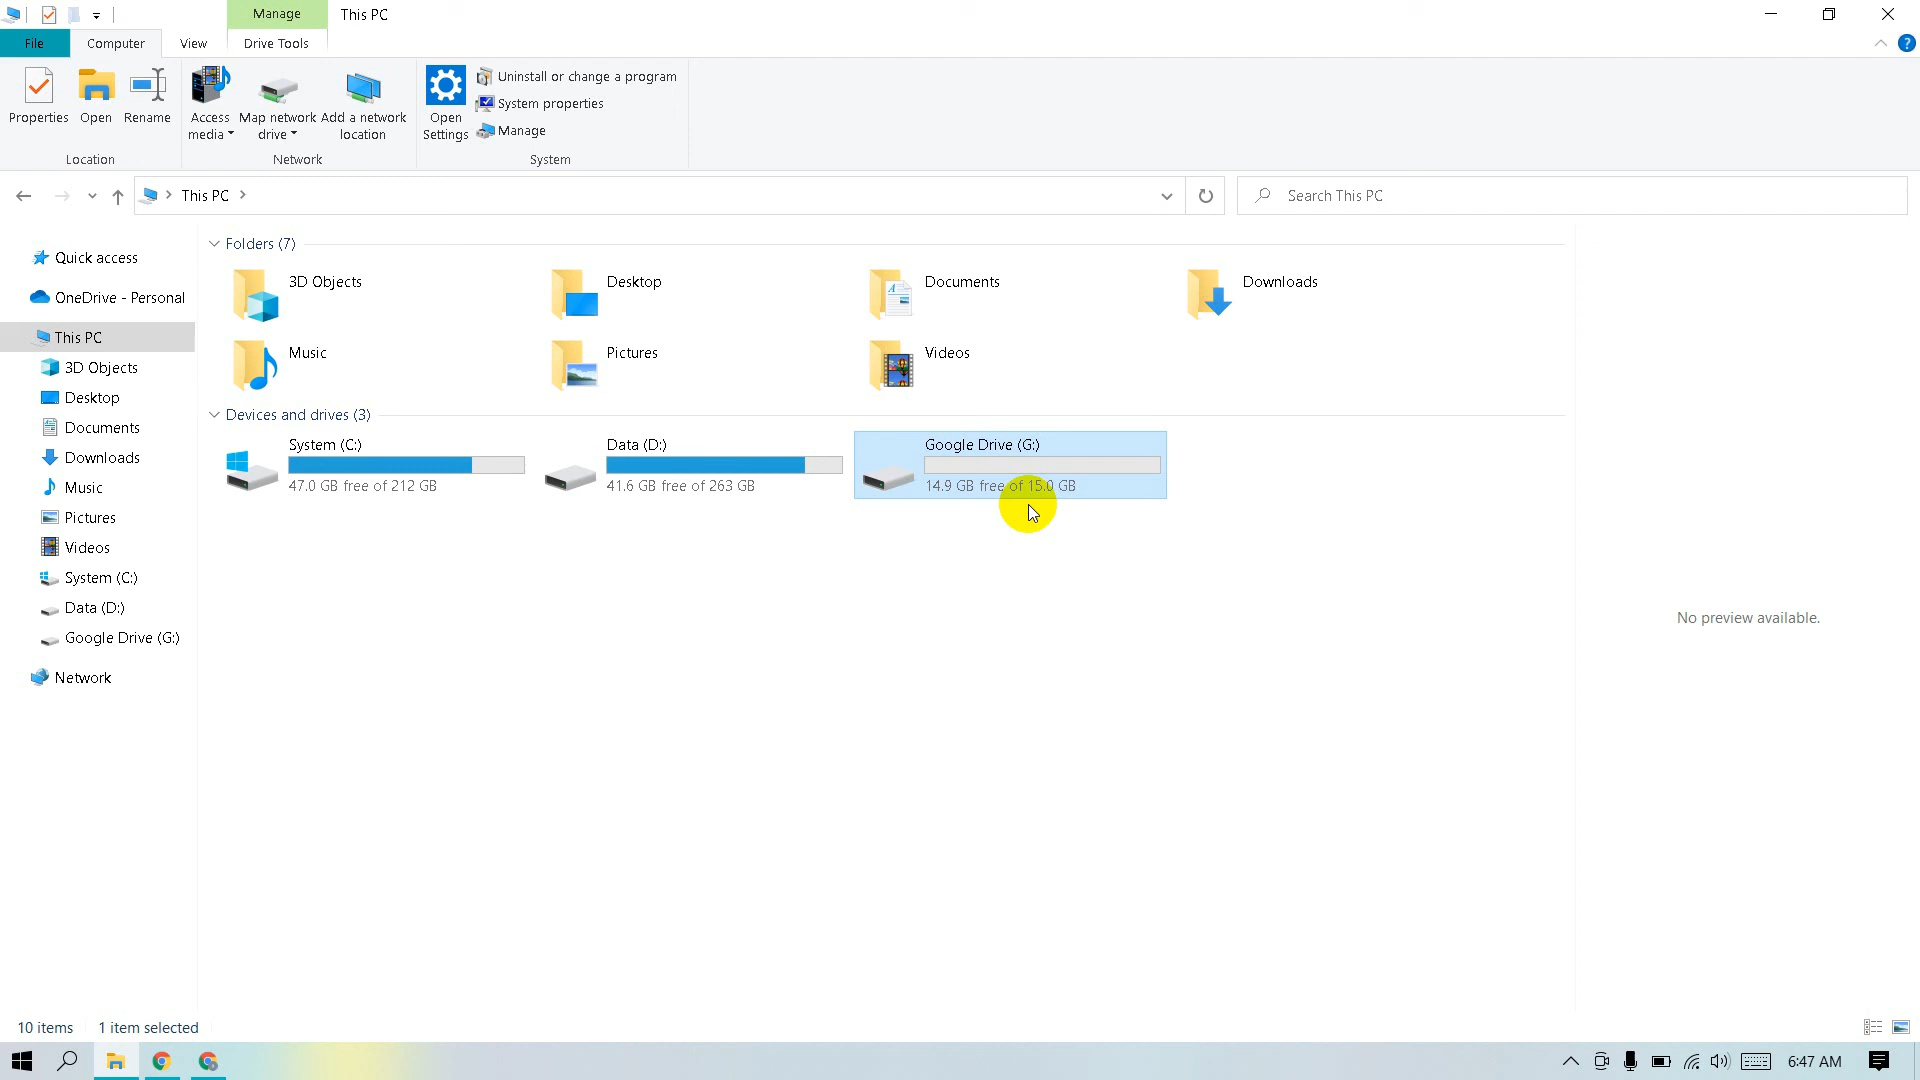 Manage
This PC
File
Computer
View
Drive Tools
Properties
Open
Rename
Access media
Map network drive
Add a network location
Open Settings
Uninstall or change a program
System properties
Manage
Location
Network
System
This PC
Search This PC
Quick access
OneDrive - Personal
This PC
3D Objects
Desktop
Documents
Downloads
Music
Pictures
Videos
System (C:)
Data (D:)
Google Drive (G:)
Network
Folders (7)
3D Objects
Desktop
Documents
Downloads
Music
Pictures
Videos
Devices and drives (3)
System (C:)
47.0 GB free of 212 GB
Data (D:)
41.6 GB free of 263 GB
Google Drive (G:)
14.9 GB free of 15.0 GB
No preview available.
10 items
1 item selected
6:47 AM